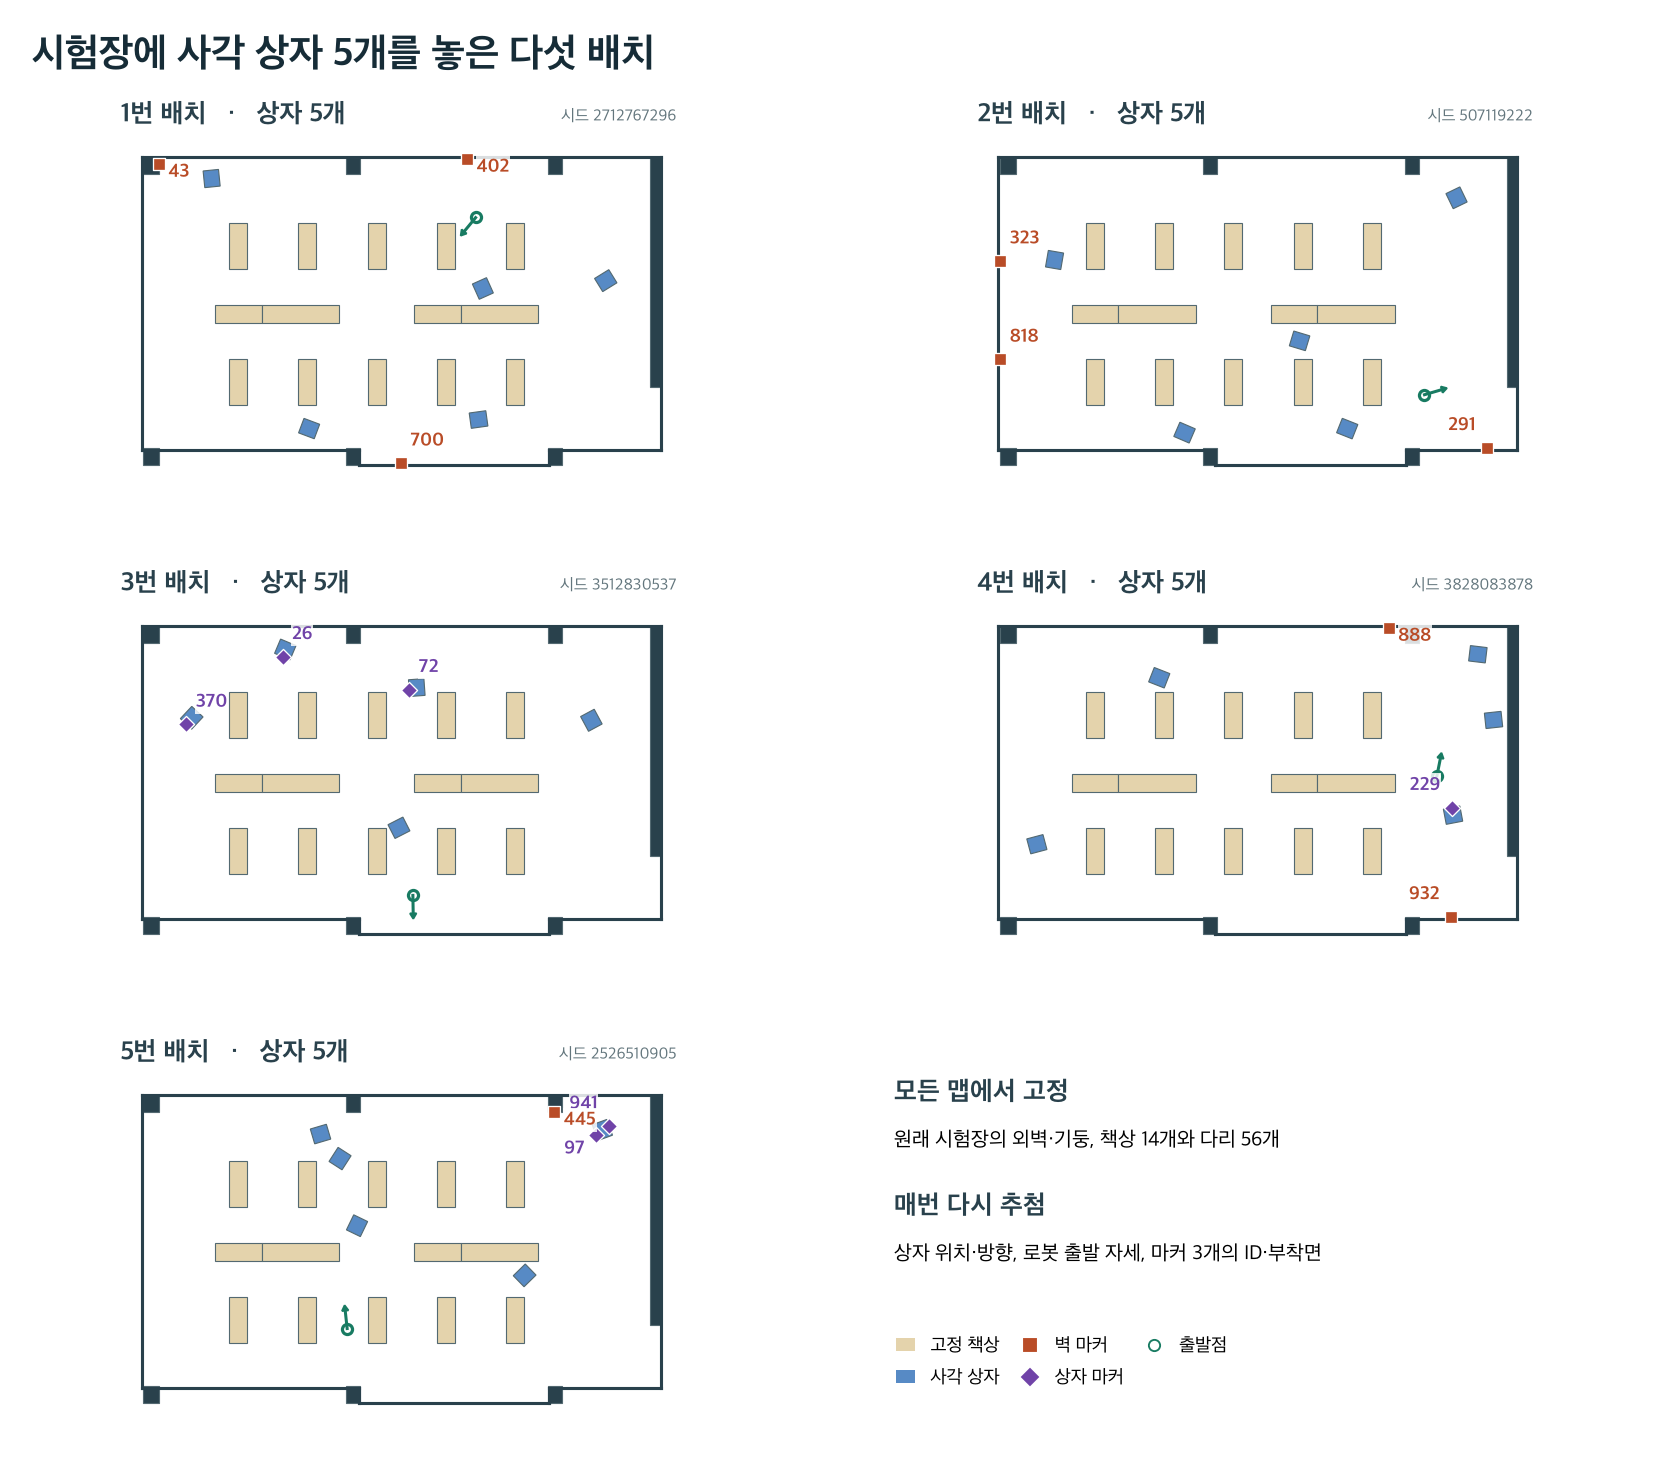 시험장에 사각 상자 5개를 놓은 다섯 배치
1번 배치 · 상자 5개
시드 2712767296
43
402
700
2번 배치 · 상자 5개
시드 507119222
323
818
291
3번 배치 · 상자 5개
시드 3512830537
26
72
370
4번 배치 · 상자 5개
시드 3828083878
888
229
932
5번 배치 · 상자 5개
시드 2526510905
941
445
97
모든 맵에서 고정
원래 시험장의 외벽·기둥, 책상 14개와 다리 56개
매번 다시 추첨
상자 위치·방향, 로봇 출발 자세, 마커 3개의 ID·부착면
고정 책상
벽 마커
출발점
사각 상자
상자 마커